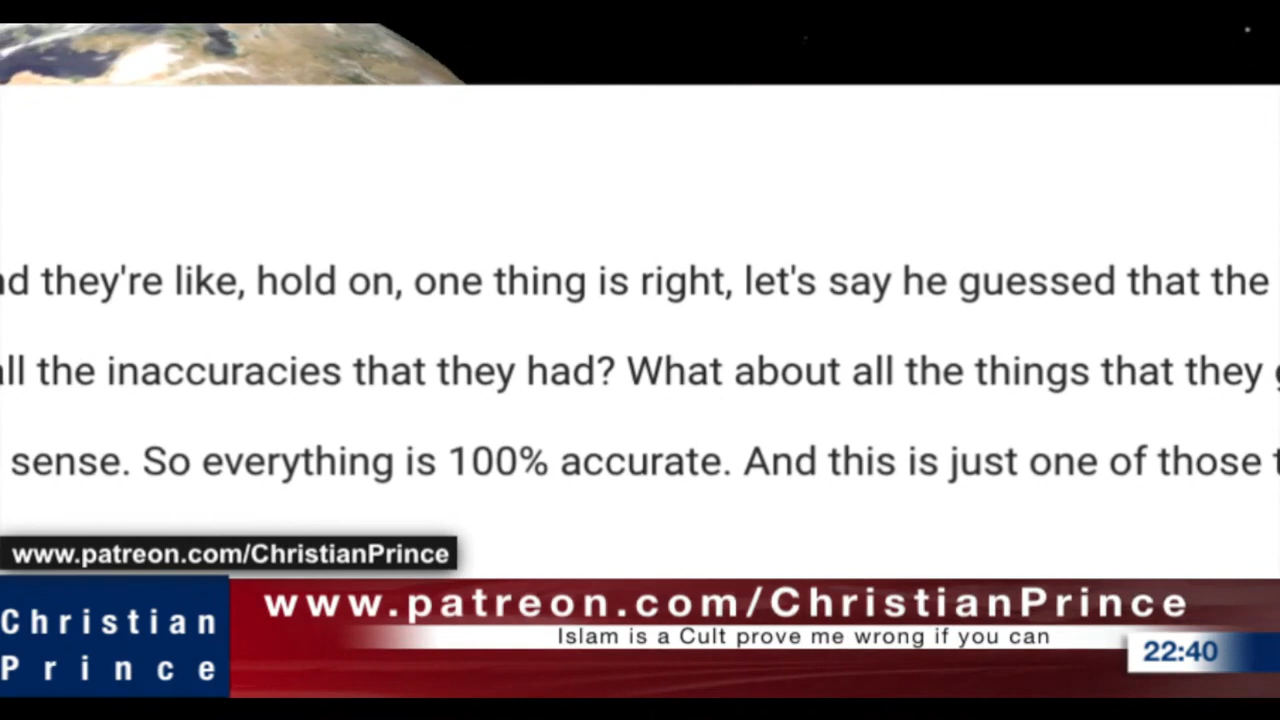 they're like, hold on, one thing is right, let's say he guessed that the
the inaccuracies that they had? What about all the things that they
sense. So everything is 100% accurate. And this is just one of those
www.patreon.com/ChristianPrince
www.patreon.com/ChristianPrince
Islam is a Cult prove me wrong if you can
Christian
Prince
22:40